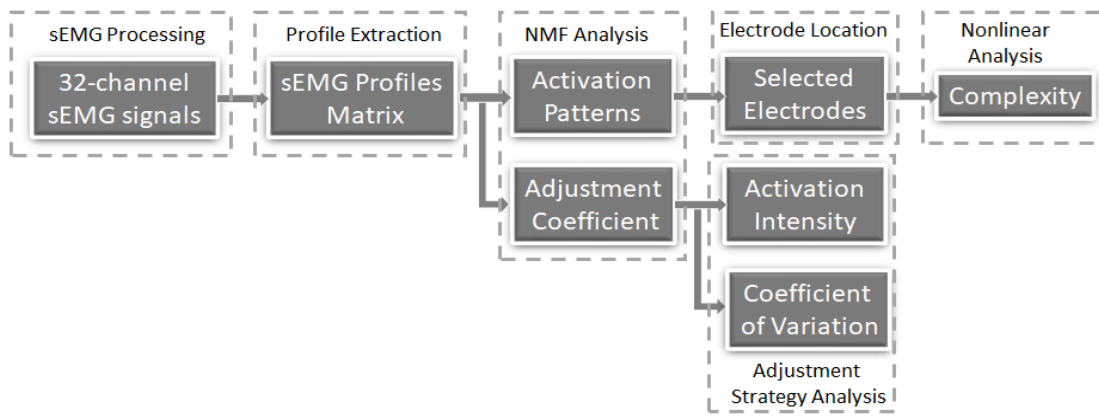 sEMG Processing
32-channel
sEMG signals
Profile Extraction
sEMG Profiles
Matrix
NMF Analysis
Activation
Patterns
Adjustment
Coefficient
Electrode Location
Selected
Electrodes
Activation
Intensity
Coefficient
of Variation
Adjustment
Strategy Analysis
Nonlinear
Analysis
Complexity